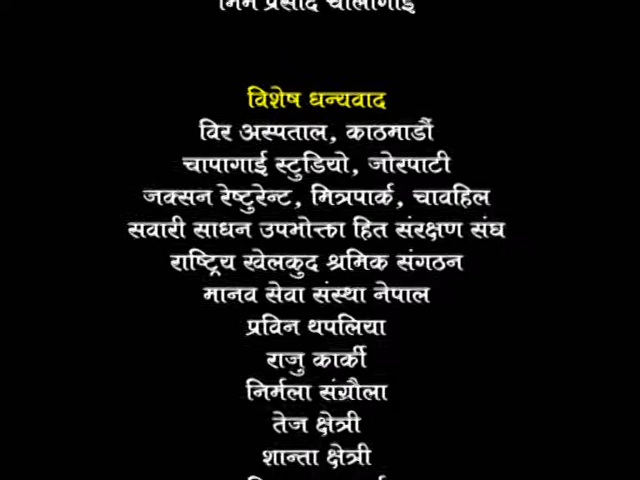 विशेष धन्यवाद
विर अस्पताल, काठमाडौं
चापागाई स्टुडियो, जोरपाटी
जक्सन रेष्टुरेन्ट, मित्रपार्क, चावहिल
सवारी साधन उपभोक्ता हित संरक्षण संघ
राष्ट्रिय खेलकुद श्रमिक संगठन
मानव सेवा संस्था नेपाल
प्रविन थपलिया
राजु कार्की
निर्मला संग्रौला
तेज क्षेत्री
शान्ता क्षेत्री